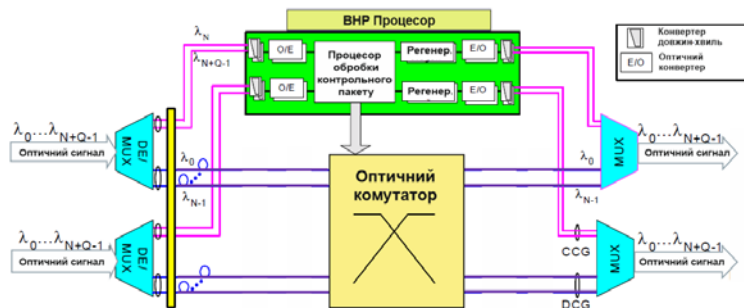 BHP Процесор
λN
λN+Q-1
O/E
Процесор
обробки
контрольного
пакету
Регенер.
E/O
Конвертер
довжин-хвиль
E/O
Оптичний
конвертер
O/E
Регенер.
E/O
λ0...λN+Q-1
Оптичний сигнал
DE/
MUX
λ0
λN-1
Оптичний
комутатор
λ0
λN-1
MUX
λ0...λN+Q-1
Оптичний сигнал
λ0...λN+Q-1
Оптичний сигнал
DE/
MUX
CCG
DCG
MUX
λ0...λN+Q-1
Оптичний сигнал